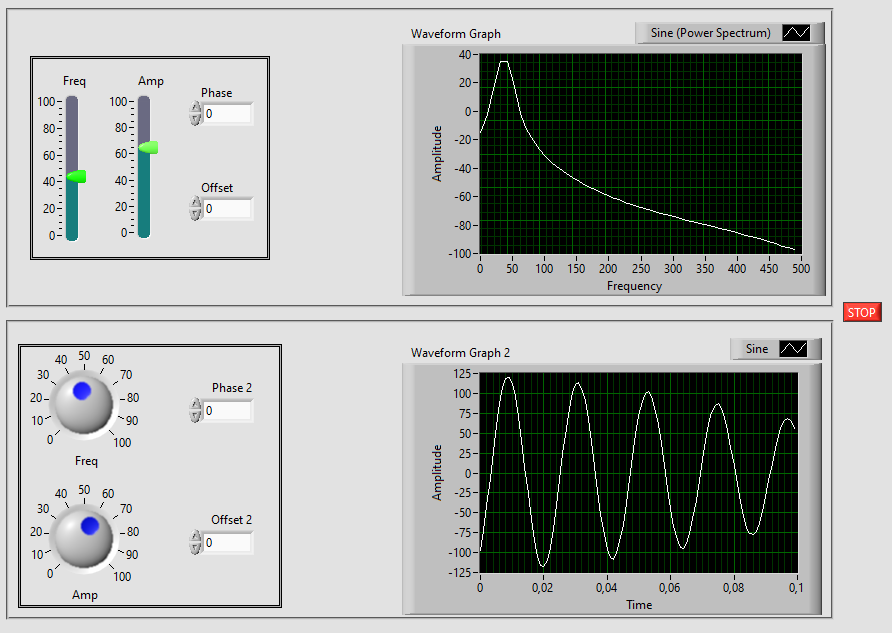 Waveform Graph
Sine (Power Spectrum)
Freq
Amp
Phase
0
Offset
0
100
80
60
40
20
0
100
80
60
40
20
0
Amplitude
40
20
0
-20
-40
-60
-80
-100
0 50 100 150 200 250 300 350 400 450 500
Frequency
STOP
Waveform Graph 2
Sine
0 10 20 30 40 50 60 70 80 90 100
Freq
Phase 2
0
0 10 20 30 40 50 60 70 80 90 100
Amp
Offset 2
0
Amplitude
125
100
75
50
25
0
-25
-50
-75
-100
-125
0 0,02 0,04 0,06 0,08 0,1
Time